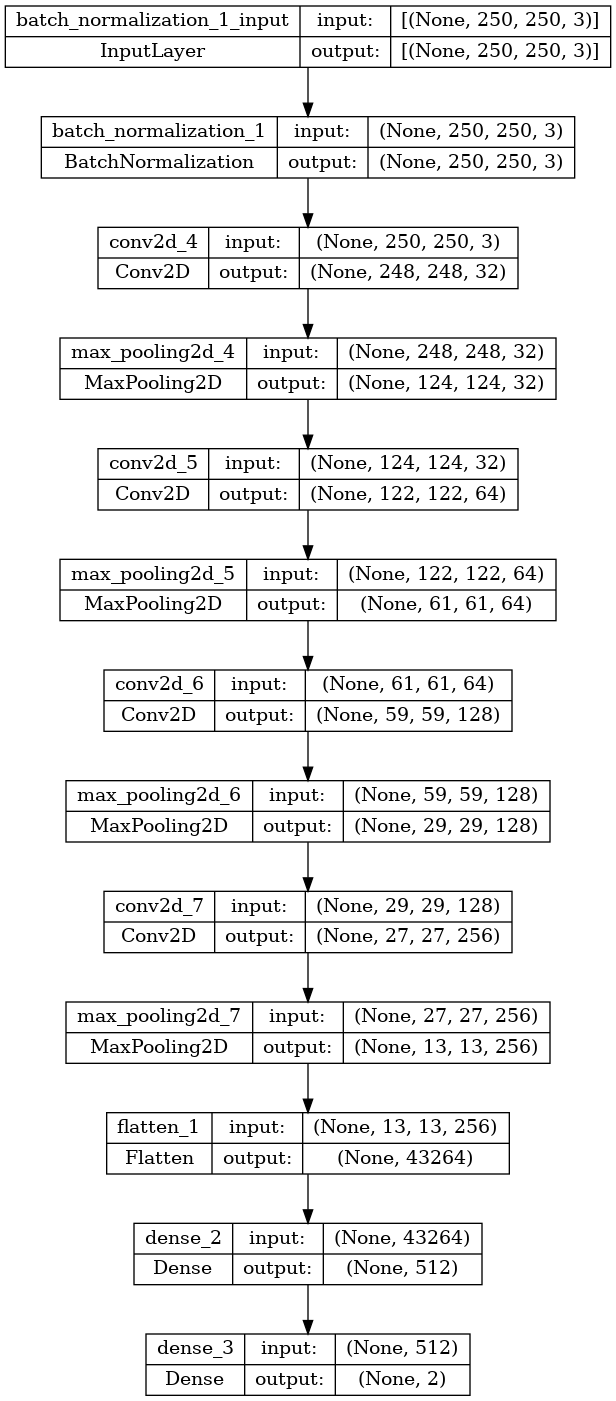 batch_normalization_1_input input: [(None, 250, 250, 3)]
InputLayer output: [(None, 250, 250, 3)]
batch_normalization_1 input: (None, 250, 250, 3)
BatchNormalization output: (None, 250, 250, 3)
conv2d_4 input: (None, 250, 250, 3)
Conv2D output: (None, 248, 248, 32)
max_pooling2d_4 input: (None, 248, 248, 32)
MaxPooling2D output: (None, 124, 124, 32)
conv2d_5 input: (None, 124, 124, 32)
Conv2D output: (None, 122, 122, 64)
max_pooling2d_5 input: (None, 122, 122, 64)
MaxPooling2D output: (None, 61, 61, 64)
conv2d_6 input: (None, 61, 61, 64)
Conv2D output: (None, 59, 59, 128)
max_pooling2d_6 input: (None, 59, 59, 128)
MaxPooling2D output: (None, 29, 29, 128)
conv2d_7 input: (None, 29, 29, 128)
Conv2D output: (None, 27, 27, 256)
max_pooling2d_7 input: (None, 27, 27, 256)
MaxPooling2D output: (None, 13, 13, 256)
flatten_1 input: (None, 13, 13, 256)
Flatten output: (None, 43264)
dense_2 input: (None, 43264)
Dense output: (None, 512)
dense_3 input: (None, 512)
Dense output: (None, 2)